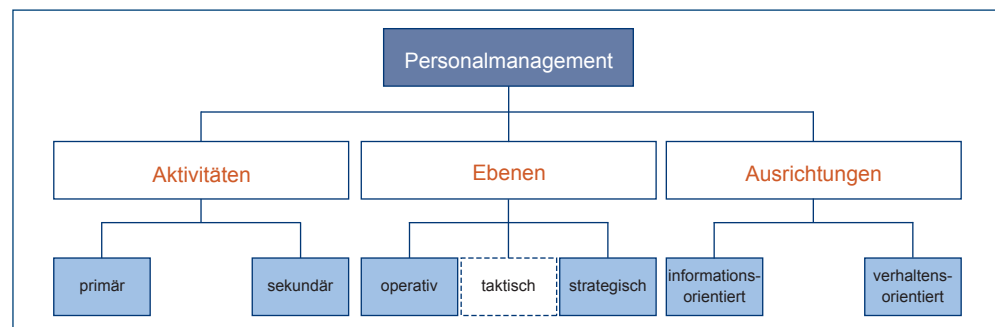 Personalmanagement
Aktivitäten
Ebenen
Ausrichtungen
primär
sekundär
operativ
taktisch
strategisch
informations-
orientiert
verhaltens-
orientiert